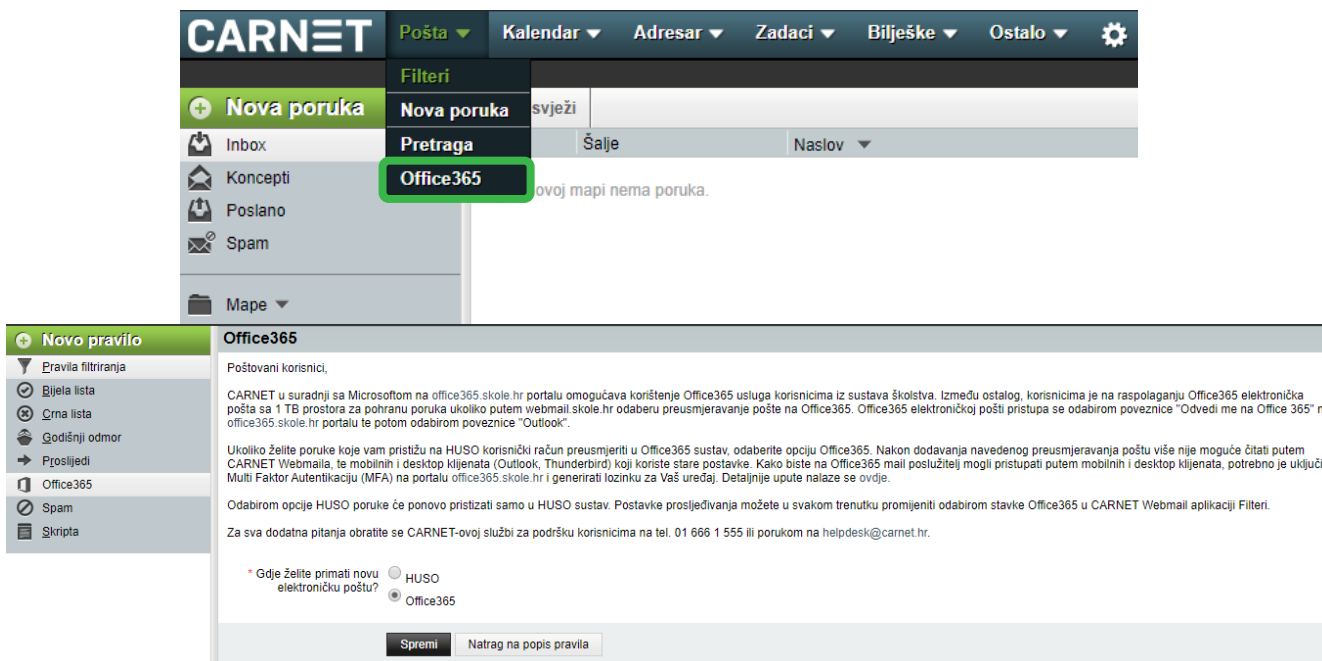 CARNET Pošta Kalendar Adresar Zadaci Bilješke Ostalo
Filteri
Nova poruka Nova poruka svježi
Inbox Pretraga Šalje Naslov
Koncepti Office365 ovoj mapi nema poruka.
Poslano
Spam
Mape
Novo pravilo
Pravila filtriranja
Bijela lista
Crna lista
Godišnji odmor
Proslijedi
Office365
Spam
Skripta
Office365
Poštovani korisnici,
CARNET u suradnji sa Microsoftom na office365.skole.hr portalu omogućava korištenje Office365 usluga korisnicima iz sustava školstva. Između ostalog, korisnicima je na raspolaganju Office365 elektronička
pošta sa 1 TB prostora za pohranu poruka ukoliko putem webmail.skole.hr odaberu preusmjeravanje pošte na Office365. Office365 elektroničkoj pošti pristupa se odabirom poveznice "Odvedi me na Office 365"
office365.skole.hr portalu te potom odabirom poveznice "Outlook".
Ukoliko želite poruke koje vam pristižu na HUSO korisnički račun preusmjeriti u Office365 sustav, odaberite opciju Office365. Nakon dodavanja navedenog preusmjeravanja poštu više nije moguće čitati putem
CARNET Webmaila, te mobilnih i desktop klijenata (Outlook, Thunderbird) koji koriste stare postavke. Kako biste na Office365 mail poslužitelj mogli pristupati putem mobilnih i desktop klijenata, potrebno je uključi
Multi Faktor Autentikaciju (MFA) na portalu office365.skole.hr i generirati lozinku za Vaš uređaj. Detaljnije upute nalaze se ovdje.
Odabirom opcije HUSO poruke će ponovo pristizati samo u HUSO sustav. Postavke prosljeđivanja možete u svakom trenutku promijeniti odabirom stavke Office365 u CARNET Webmail aplikaciji Filteri.
Za sva dodatna pitanja obratite se CARNET-ovoj službi za podršku korisnicima na tel. 01 666 1 555 ili porukom na helpdesk@carnet.hr.
* Gdje želite primati novu
elektroničku poštu?
HUSO
Office365
Spremi Natrag na popis pravila